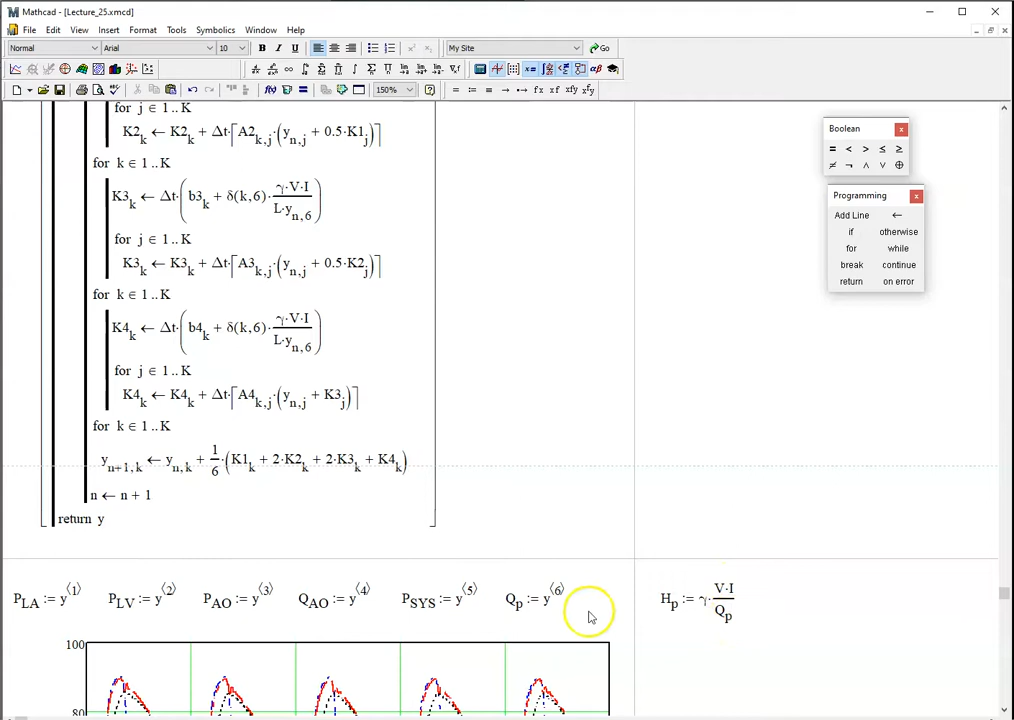 Mathcad - [Lecture_25.xmcd]
File Edit View Insert Format Tools Symbolics Window Help
Normal Arial 10 B I U My Site Go
150%
for j ∈ 1 .. K
K2_k ← K2_k + Δt·[A2_k,j·(y_n,j + 0.5·K1_j)]
for k ∈ 1 .. K
K3_k ← Δt·(b3_k + δ(k,6)·γ·V·I / L·y_n,6)
for j ∈ 1 .. K
K3_k ← K3_k + Δt·[A3_k,j·(y_n,j + 0.5·K2_j)]
for k ∈ 1 .. K
K4_k ← Δt·(b4_k + δ(k,6)·γ·V·I / L·y_n,6)
for j ∈ 1 .. K
K4_k ← K4_k + Δt·[A4_k,j·(y_n,j + K3_j)]
for k ∈ 1 .. K
y_n+1,k ← y_n,k + 1/6·(K1_k + 2·K2_k + 2·K3_k + K4_k)
n ← n + 1
return y
P_LA := y^⟨1⟩ P_LV := y^⟨2⟩ P_AO := y^⟨3⟩ Q_AO := y^⟨4⟩ P_SYS := y^⟨5⟩ Q_p := y^⟨6⟩ H_p := γ·V·I / Q_p
100
80
Boolean x
= < > ≤ ≥
≠ ¬ ∧ ∨ ⊕
Programming x
Add Line ←
if otherwise
for while
break continue
return on error